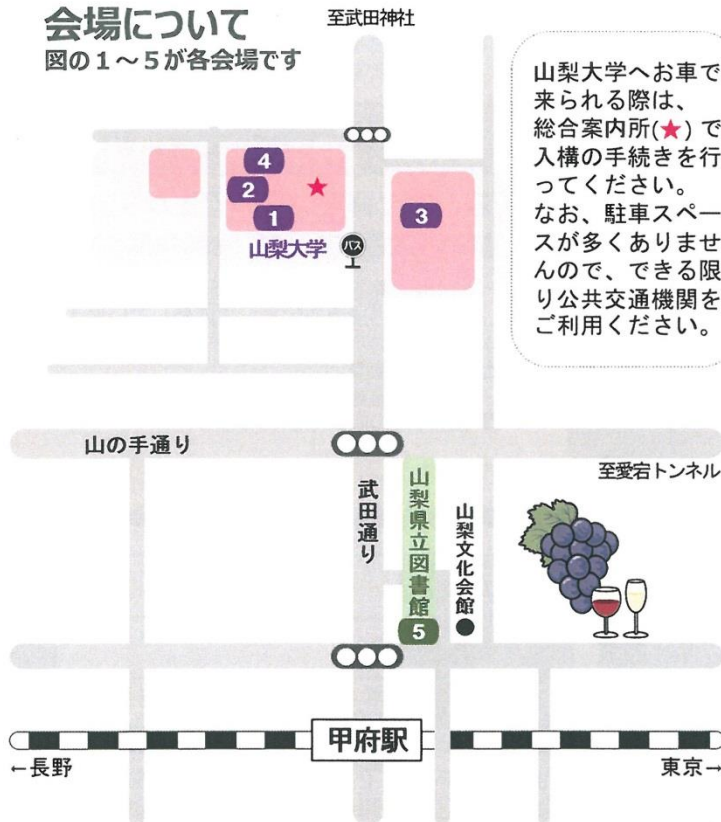 会場について
図の1～5が各会場です
至武田神社
山梨大学へお車で
来られる際は、
総合案内所(★)で
入構の手続きを行
ってください。
なお、駐車スペー
スが多くありませ
んので、できる限
り公共交通機関を
ご利用ください。
4
2
1
3
山梨大学
バス
山の手通り
至愛宕トンネル
武田通り
山梨県立図書館
山梨文化会館
5
甲府駅
←長野
東京→